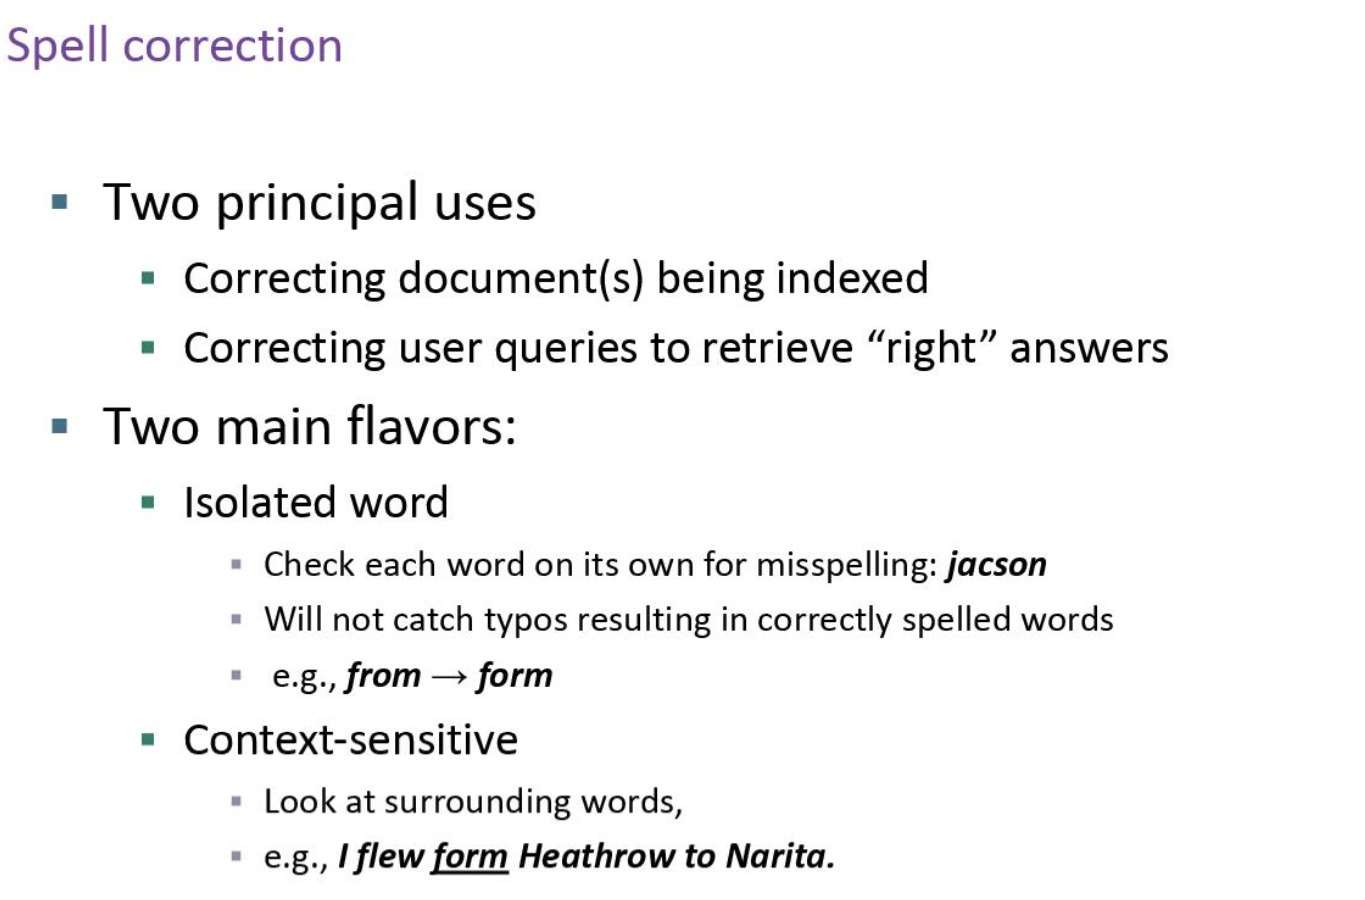 Spell correction
Two principal uses
Correcting document(s) being indexed
Correcting user queries to retrieve “right” answers
Two main flavors:
Isolated word
Check each word on its own for misspelling: jacson
Will not catch typos resulting in correctly spelled words
e.g., from → form
Context-sensitive
Look at surrounding words,
e.g., I flew form Heathrow to Narita.